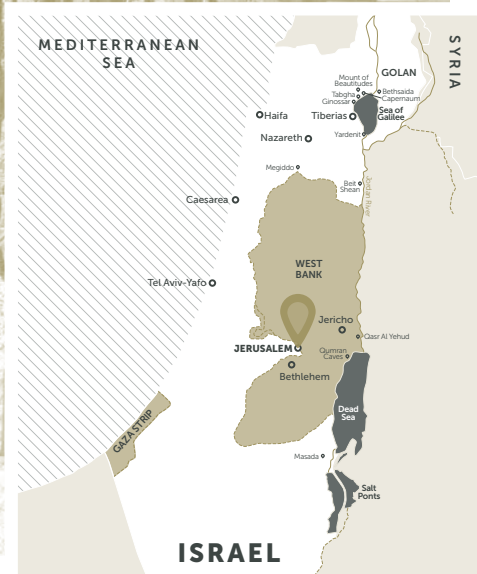 MEDITERRANEAN
SEA
SYRIA
GOLAN
Mount of
Beautitudes
Tabgha
Ginossar
Bethsaida
Capernaum
Haifa
Tiberias
Sea of
Galilee
Nazareth
Yardenit
Megiddo
Beit
Shean
Jordan River
Caesarea
WEST
BANK
Tel Aviv-Yafo
Jericho
Qasr Al Yehud
JERUSALEM
Qumran
Caves
Bethlehem
Dead
Sea
GAZA STRIP
Masada
Salt
Ponts
ISRAEL